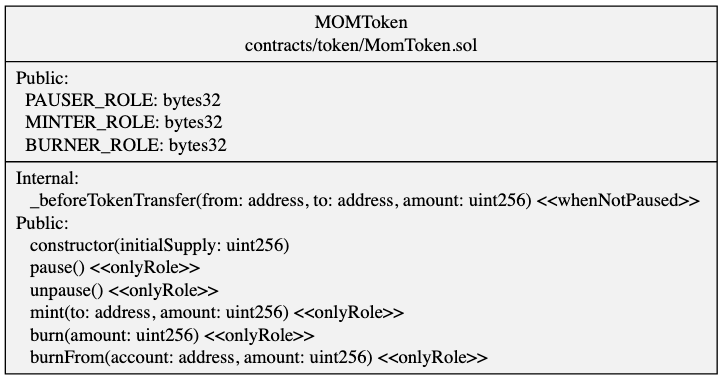 MOMToken
contracts/token/MomToken.sol
Public:
PAUSER_ROLE: bytes32
MINTER_ROLE: bytes32
BURNER_ROLE: bytes32
Internal:
_beforeTokenTransfer(from: address, to: address, amount: uint256) <<whenNotPaused>>
Public:
constructor(initialSupply: uint256)
pause() <<onlyRole>>
unpause() <<onlyRole>>
mint(to: address, amount: uint256) <<onlyRole>>
burn(amount: uint256) <<onlyRole>>
burnFrom(account: address, amount: uint256) <<onlyRole>>